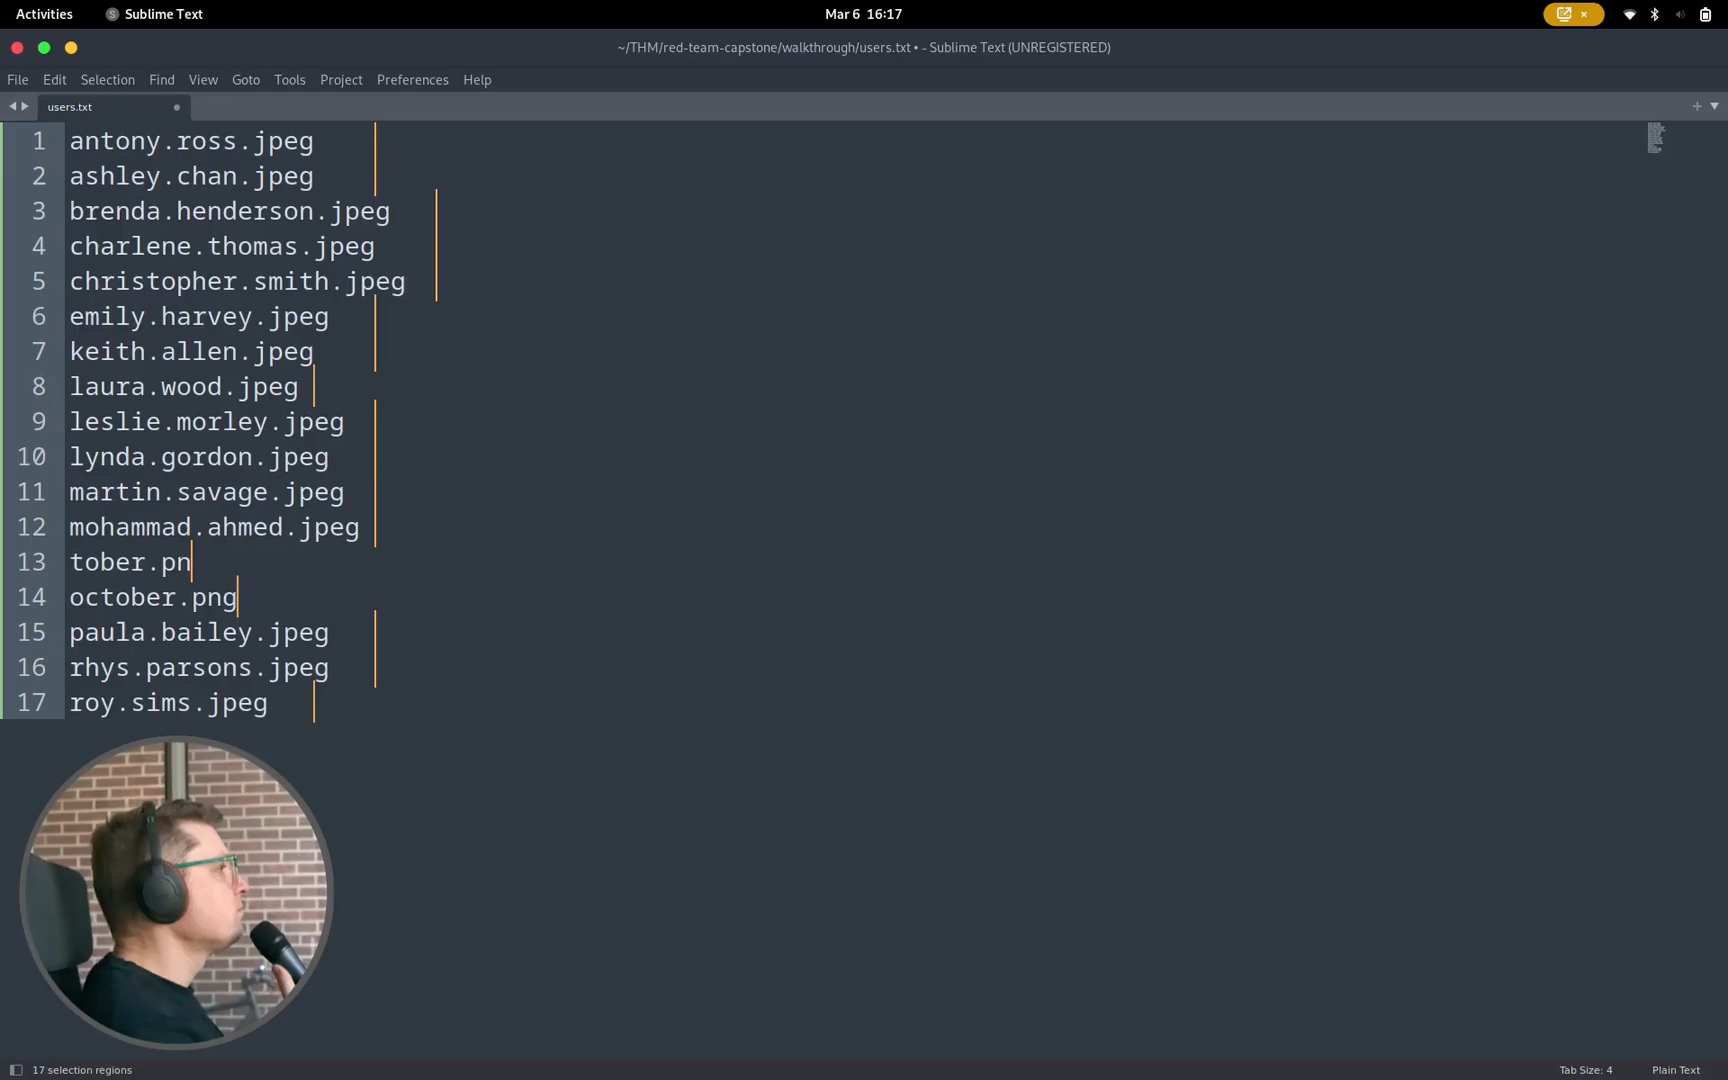 Activities
Sublime Text
Mar 6 16:17
~/THM/red-team-capstone/walkthrough/users.txt • - Sublime Text (UNREGISTERED)
File Edit Selection Find View Goto Tools Project Preferences Help
users.txt
1 antony.ross.jpeg
2 ashley.chan.jpeg
3 brenda.henderson.jpeg
4 charlene.thomas.jpeg
5 christopher.smith.jpeg
6 emily.harvey.jpeg
7 keith.allen.jpeg
8 laura.wood.jpeg
9 leslie.morley.jpeg
10 lynda.gordon.jpeg
11 martin.savage.jpeg
12 mohammad.ahmed.jpeg
13 tober.pn
14 october.png
15 paula.bailey.jpeg
16 rhys.parsons.jpeg
17 roy.sims.jpeg
17 selection regions
Tab Size: 4
Plain Text